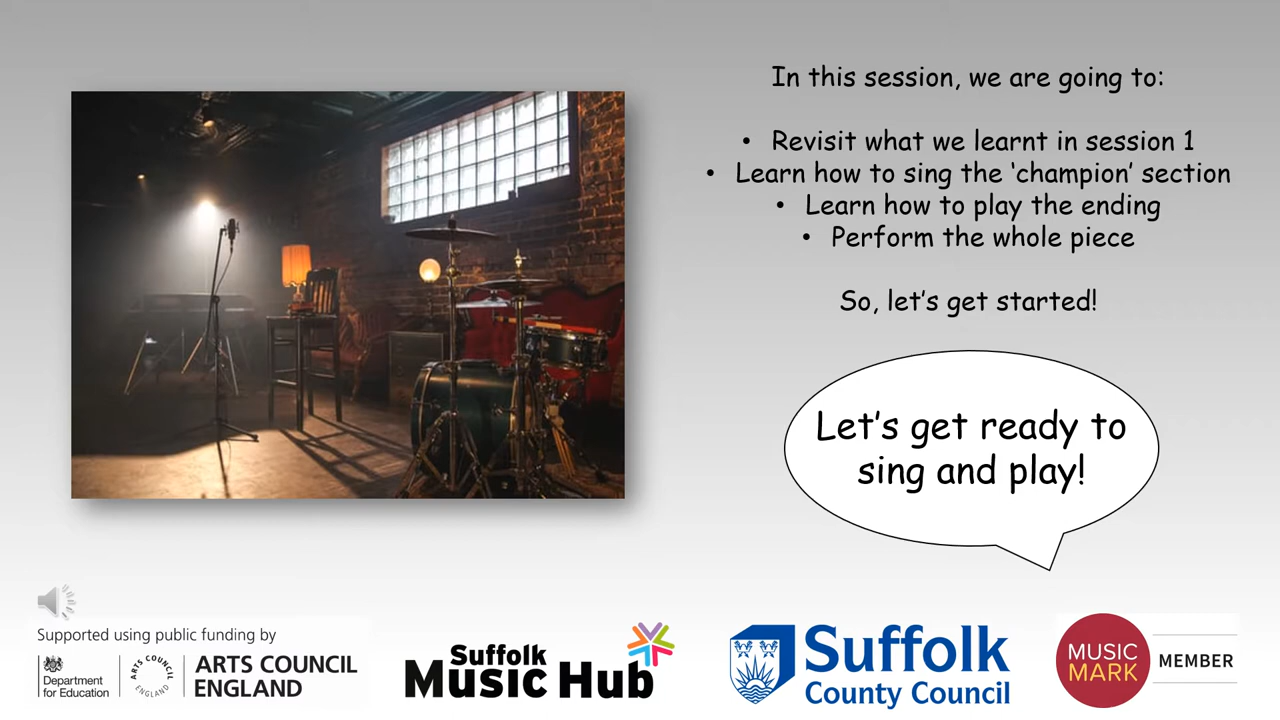 In this session, we are going to:
• Revisit what we learnt in session 1
• Learn how to sing the ‘champion’ section
• Learn how to play the ending
• Perform the whole piece
So, let’s get started!
Let’s get ready to
sing and play!
Supported using public funding by
Department
for Education
ARTS COUNCIL
ENGLAND
ARTS COUNCIL
ENGLAND
Suffolk
Music Hub
Suffolk
County Council
MUSIC
MARK
MEMBER